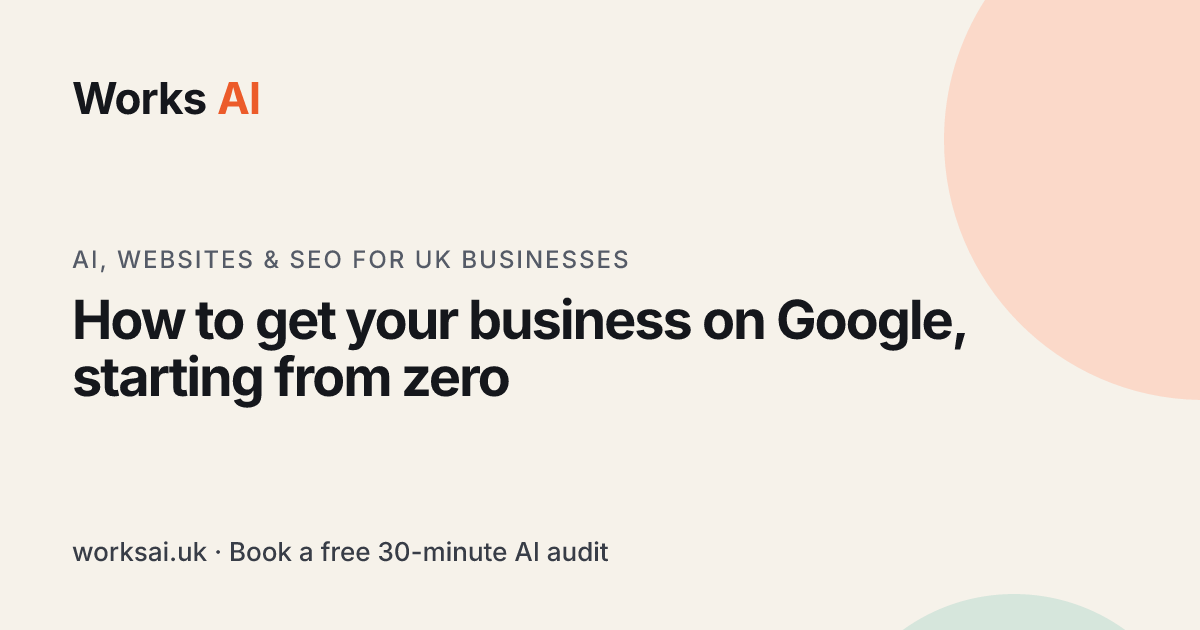 Works AI
AI, WEBSITES & SEO FOR UK BUSINESSES
How to get your business on Google,
starting from zero
worksai.uk · Book a free 30-minute AI audit